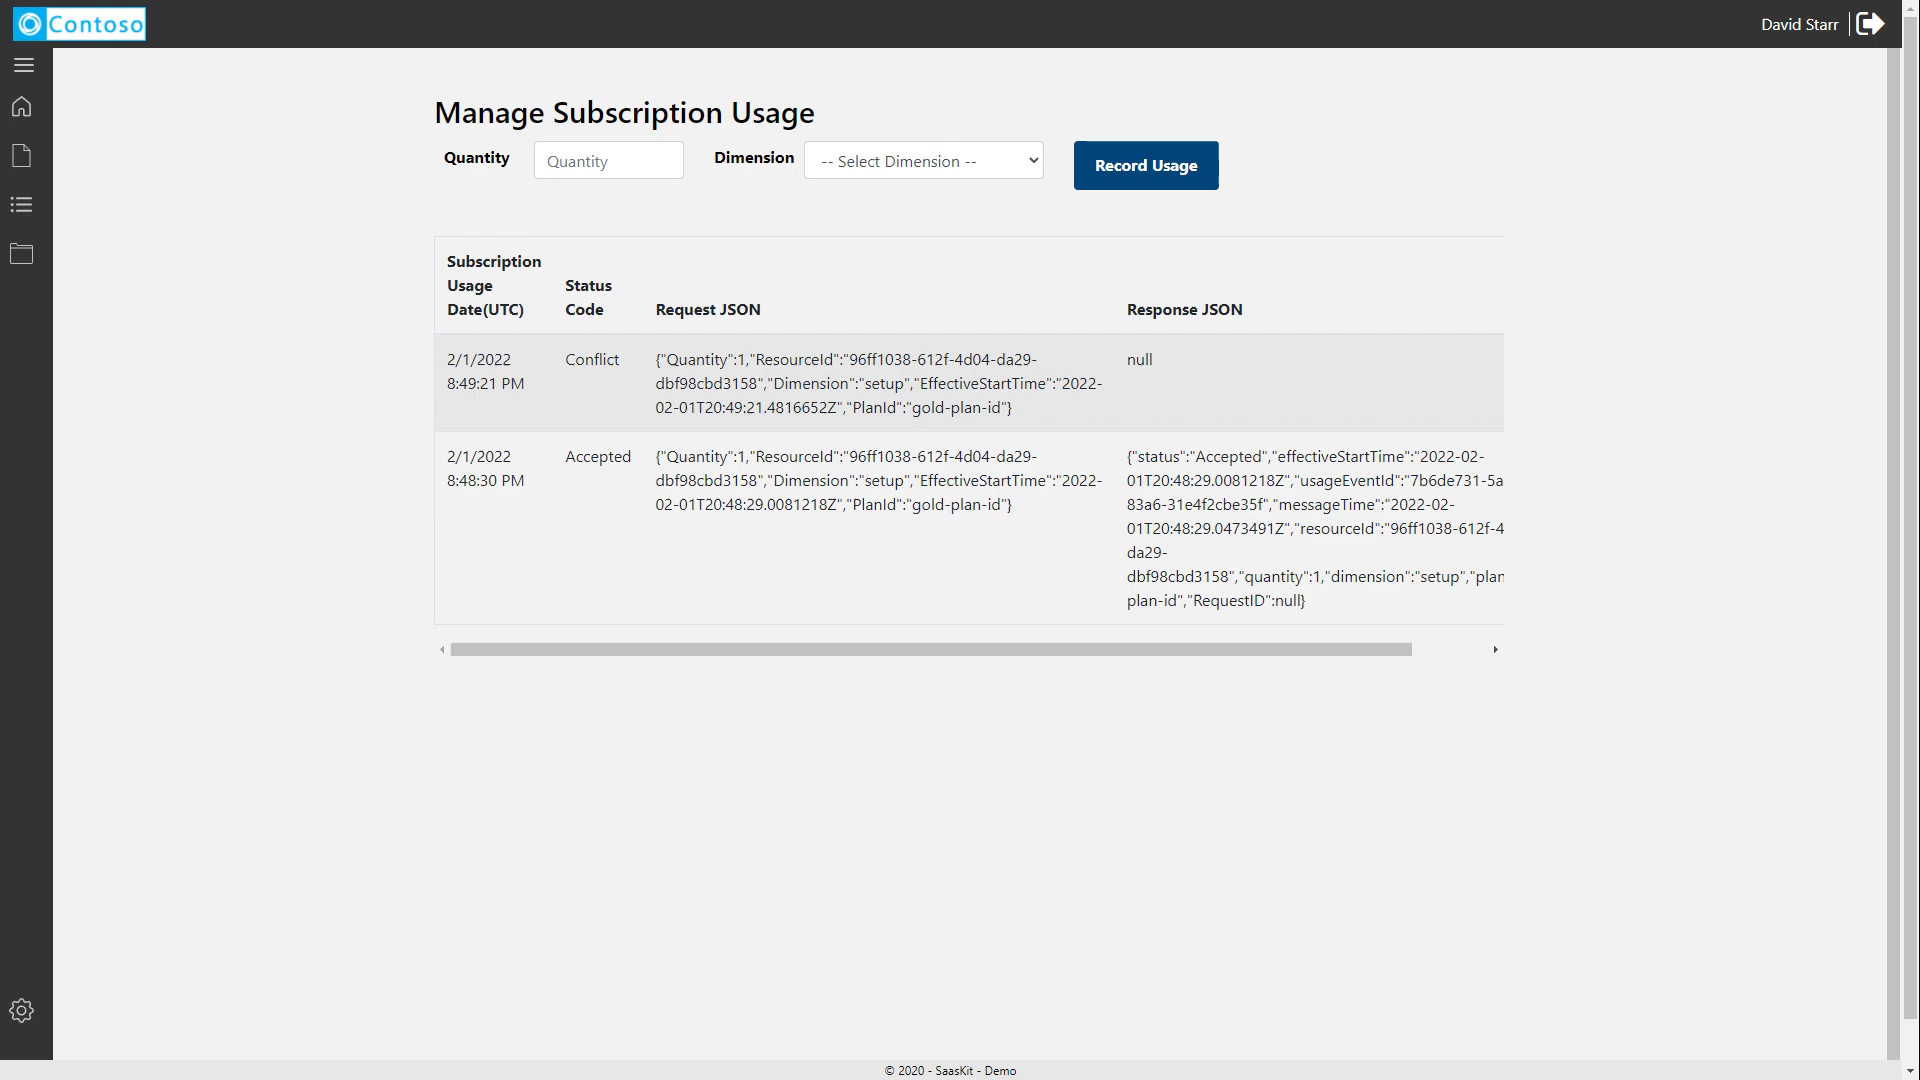 Contoso
David Starr
Manage Subscription Usage
Quantity
Quantity
Dimension
-- Select Dimension --
Record Usage
Subscription
Usage
Date(UTC)
Status
Code
Request JSON
Response JSON
2/1/2022
8:49:21 PM
Conflict
{"Quantity":1,"ResourceId":"96ff1038-612f-4d04-da29-
dbf98cbd3158","Dimension":"setup","EffectiveStartTime":"2022-
02-01T20:49:21.4816652Z","PlanId":"gold-plan-id"}
null
2/1/2022
8:48:30 PM
Accepted
{"Quantity":1,"ResourceId":"96ff1038-612f-4d04-da29-
dbf98cbd3158","Dimension":"setup","EffectiveStartTime":"2022-
02-01T20:48:29.0081218Z","PlanId":"gold-plan-id"}
{"status":"Accepted","effectiveStartTime":"2022-02-
01T20:48:29.0081218Z","usageEventId":"7b6de731-5a
83a6-31e4f2cbe35f","messageTime":"2022-02-
01T20:48:29.0473491Z","resourceId":"96ff1038-612f-4
da29-
dbf98cbd3158","quantity":1,"dimension":"setup","plan
plan-id","RequestID":null}
© 2020 - SaasKit - Demo